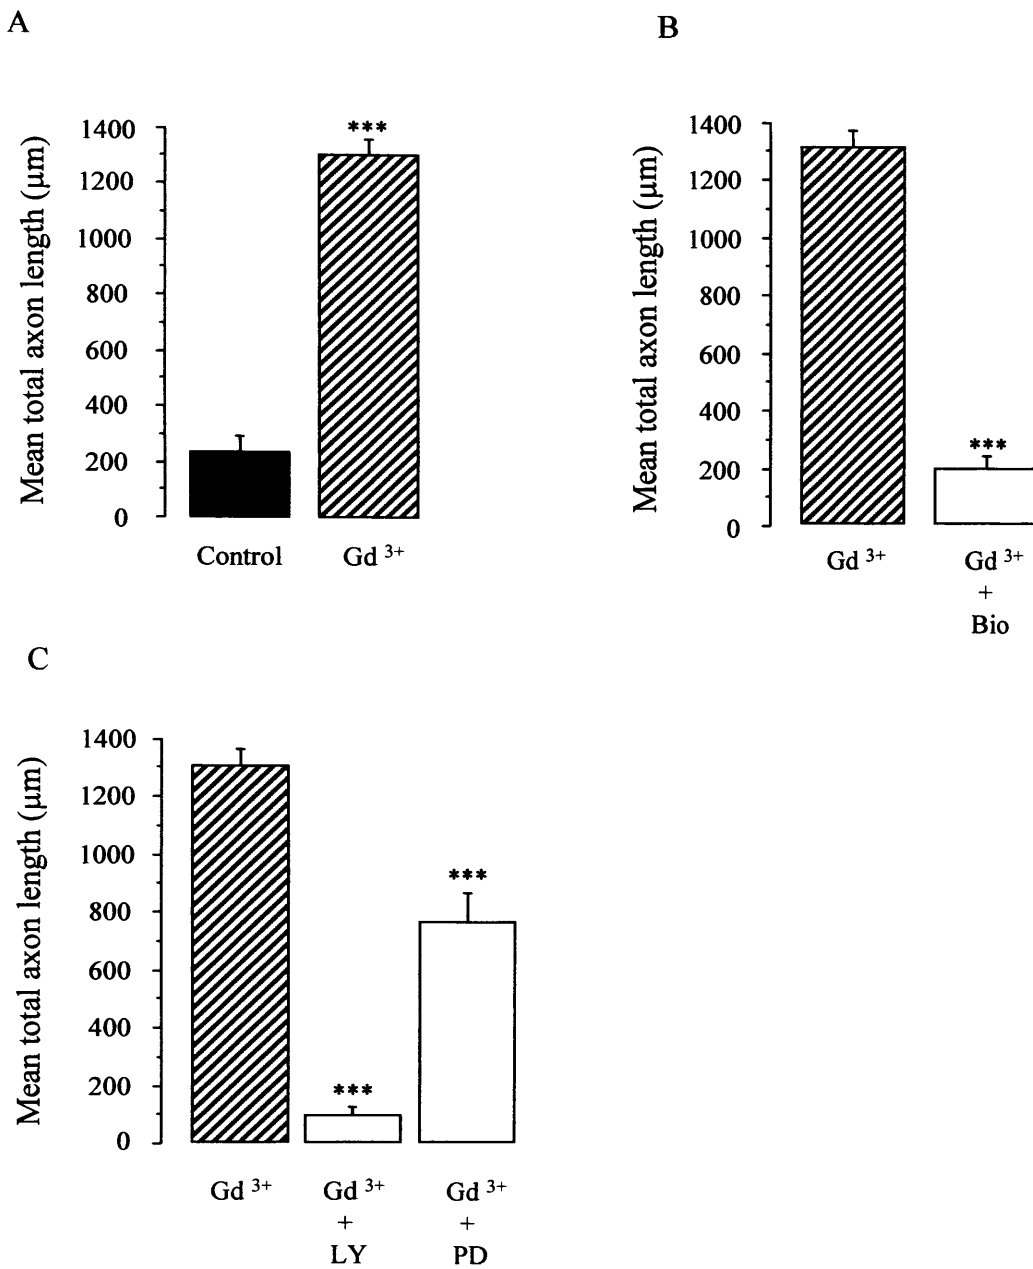 A
Mean total axon length (μm)
1400
1200
1000
800
600
400
200
0
***
Control
Gd 3+
B
Mean total axon length (μm)
1400
1200
1000
800
600
400
200
0
***
Gd 3+
Gd 3+
+
Bio
C
Mean total axon length (μm)
1400
1200
1000
800
600
400
200
0
***
***
Gd 3+
Gd 3+
+
LY
Gd 3+
+
PD